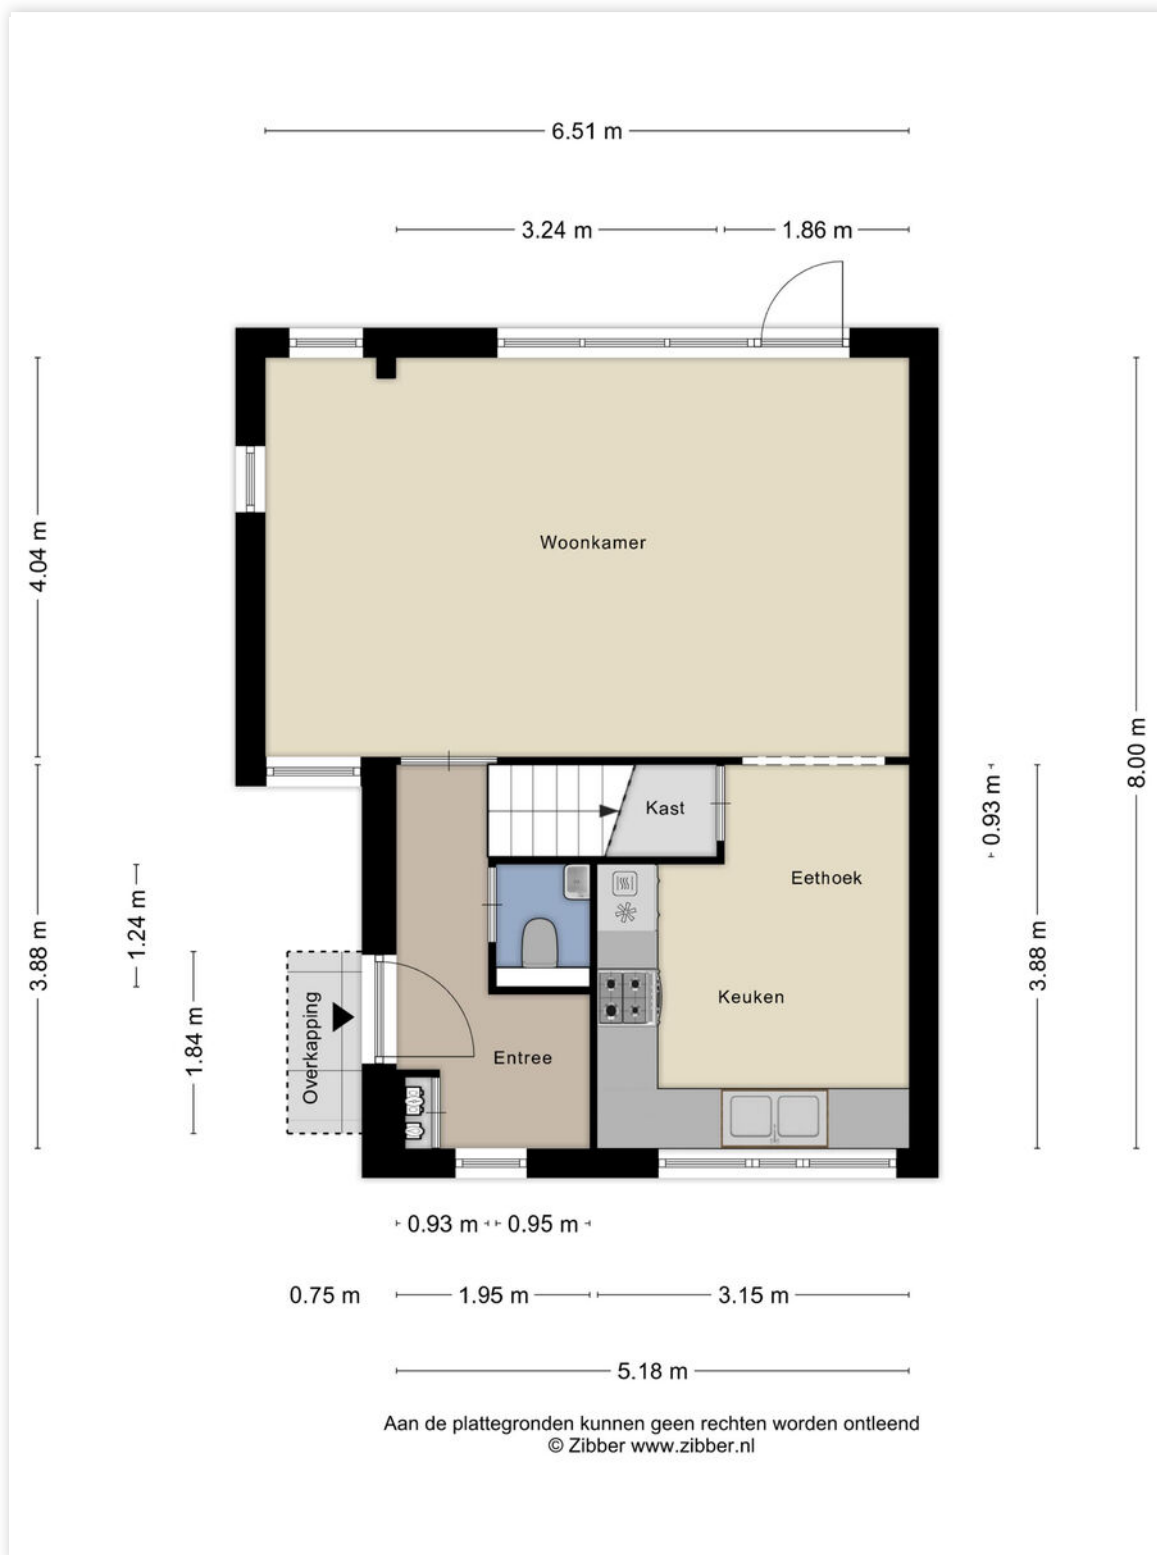 6.51 m
3.24 m
1.86 m
4.04 m
Woonkamer
8.00 m
Kast
0.93 m
Eethoek
1.24 m
3.88 m
3.88 m
Keuken
1.84 m
Overkapping
Entree
0.93 m
0.95 m
0.75 m
1.95 m
3.15 m
5.18 m
Aan de plattegronden kunnen geen rechten worden ontleend
© Zibber www.zibber.nl